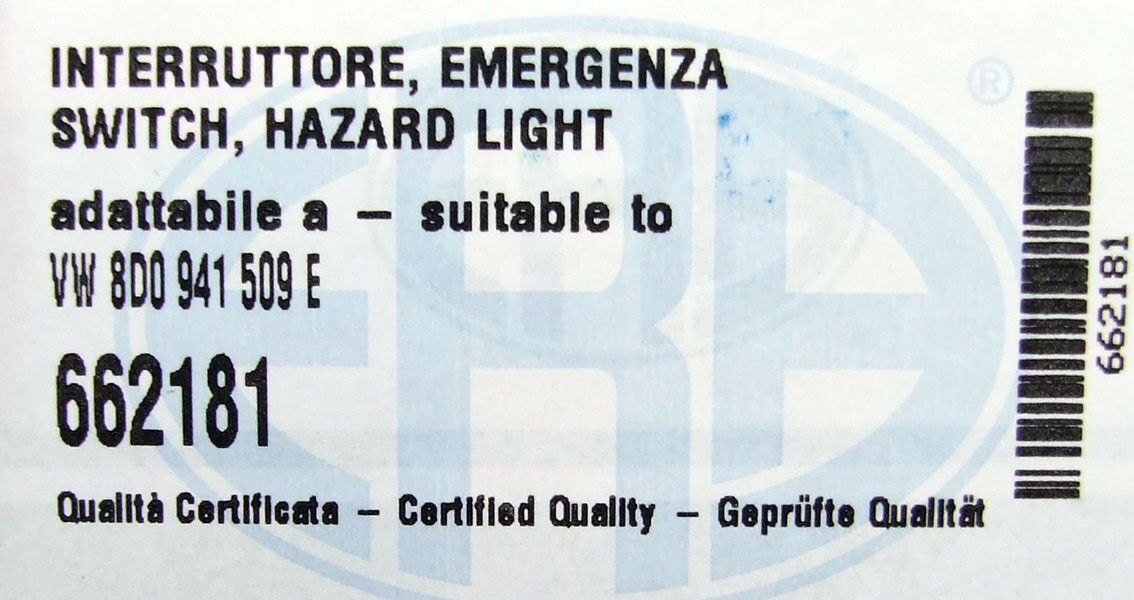 INTERRUTTORE, EMERGENZA
SWITCH, HAZARD LIGHT
adattabile a – suitable to
VW 8D0 941 509 E
662181
Qualità Certificata – Certified Quality – Geprüfte Qualität
ERA
®
662181